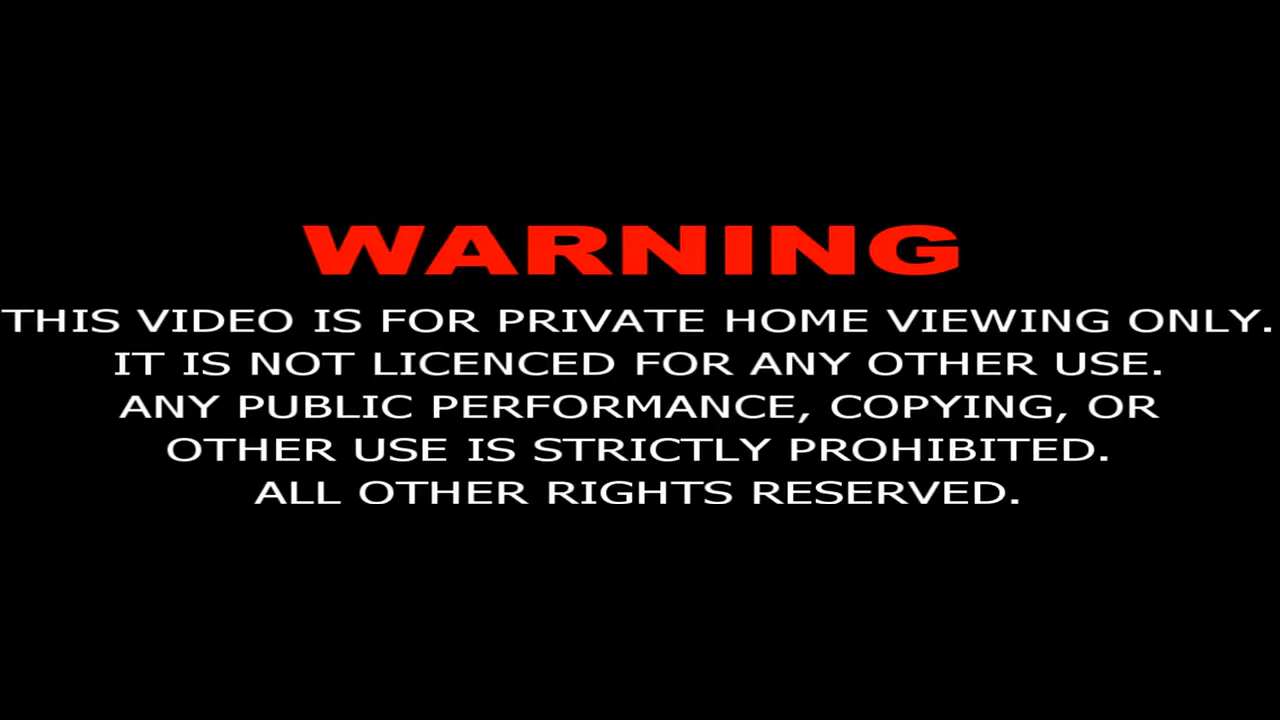 WARNING
THIS VIDEO IS FOR PRIVATE HOME VIEWING ONLY.
IT IS NOT LICENCED FOR ANY OTHER USE.
ANY PUBLIC PERFORMANCE, COPYING, OR
OTHER USE IS STRICTLY PROHIBITED.
ALL OTHER RIGHTS RESERVED.